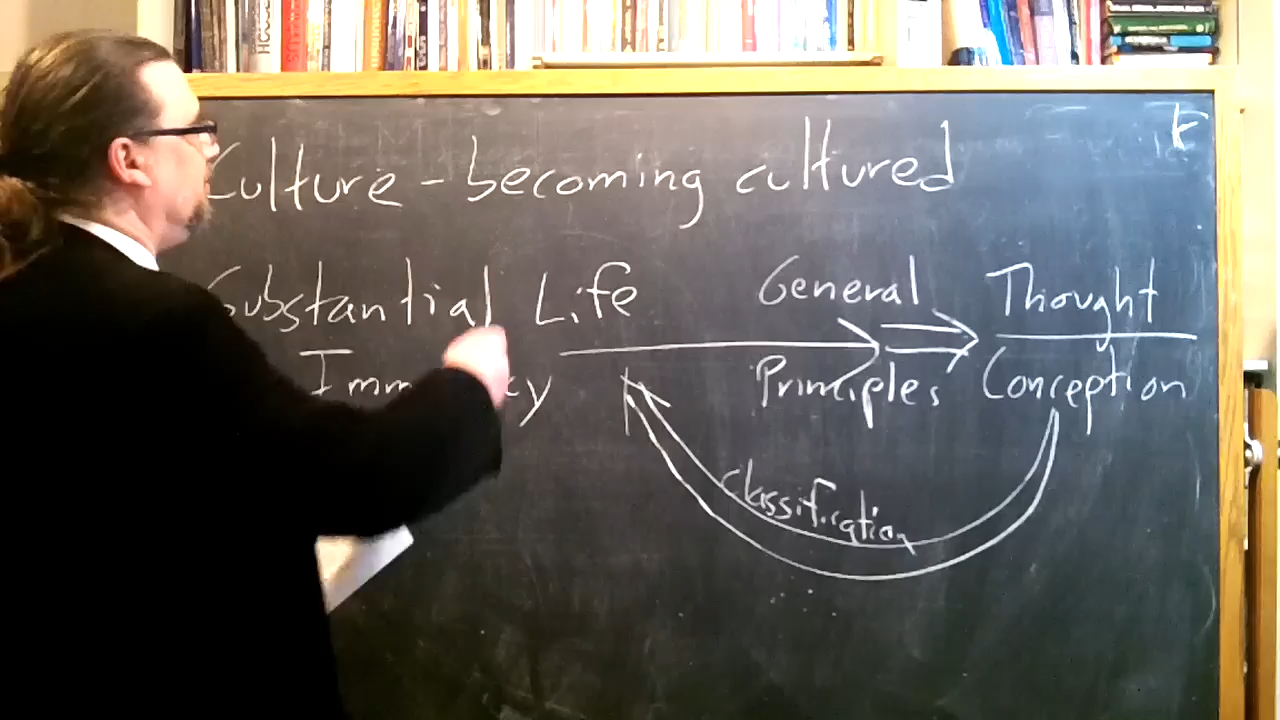 Culture - becoming cultured
Substantial Life
General
Thought
Principles
Conception
classification